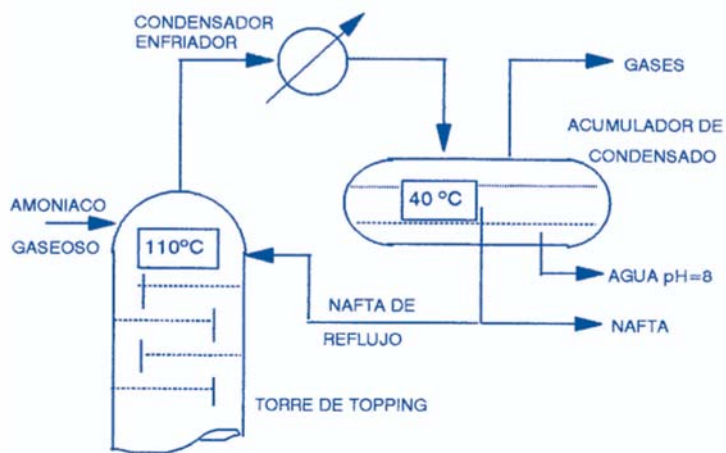 CONDENSADOR
ENFRIADOR
GASES
ACUMULADOR DE
CONDENSADO
40 ºC
AMONIACO
GASEOSO
110ºC
AGUA pH=8
NAFTA DE
REFLUJO
NAFTA
TORRE DE TOPPING